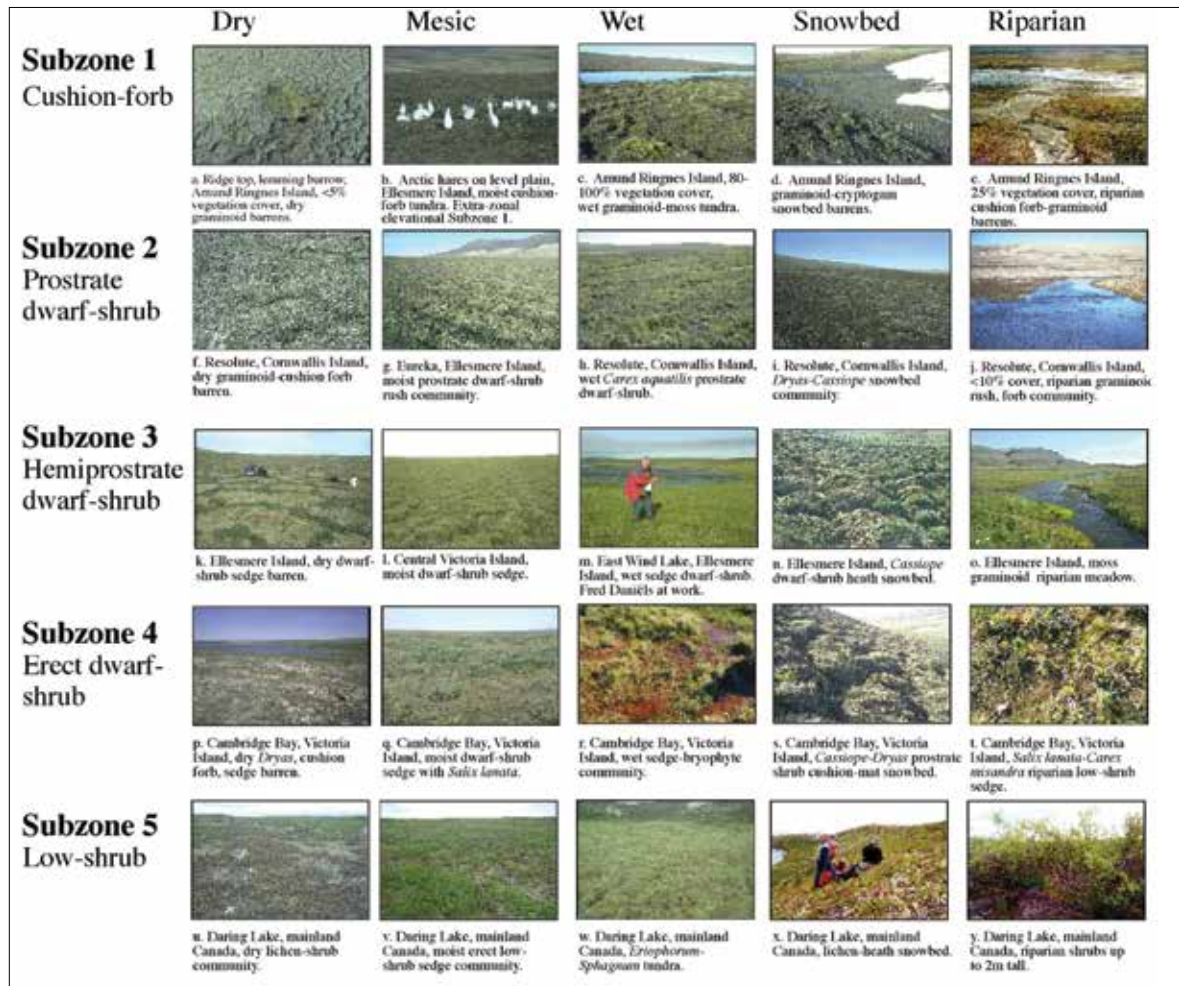 Dry
Mesic
Wet
Snowbed
Riparian
Subzone 1
Cushion-forb
a. Ridge top, lemming burrow,
Amund Ringnes Island, <5%
vegetation cover, dry
graminoid barrens.
b. Arctic hares on level plain,
Ellesmere Island, moist cushion-
forb tundra. Extra-zonal
elevational Subzone 1.
c. Amund Ringnes Island, 80-
100% vegetation cover,
wet graminoid-moss tundra.
d. Amund Ringnes Island,
graminoid-cryptogam
snowbed barrens.
e. Amund Ringnes Island,
25% vegetation cover, riparian
cushion forb-graminoid
barrens.
Subzone 2
Prostrate
dwarf-shrub
f. Resolute, Cornwallis Island,
dry graminoid-cushion forb
barren.
g. Eureka, Ellesmere Island,
moist prostrate dwarf-shrub
rush community.
h. Resolute, Cornwallis Island,
wet Carex aquatilis prostrate
dwarf-shrub.
i. Resolute, Cornwallis Island,
Dryas-Cassiope snowbed
community.
j. Resolute, Cornwallis Island,
<10% cover, riparian graminoid
rush, forb community.
Subzone 3
Hemiprostrate
dwarf-shrub
k. Ellesmere Island, dry dwarf-
shrub sedge barren.
l. Central Victoria Island,
moist dwarf-shrub sedge.
m. East Wind Lake, Ellesmere
Island, wet sedge dwarf-shrub.
Fred Daniëls at work.
n. Ellesmere Island, Cassiope
dwarf-shrub heath snowbed.
o. Ellesmere Island, moss
graminoid riparian meadow.
Subzone 4
Erect dwarf-
shrub
p. Cambridge Bay, Victoria
Island, dry Dryas, cushion
forb, sedge barren.
q. Cambridge Bay, Victoria
Island, moist dwarf-shrub
sedge with Salix lanata.
r. Cambridge Bay, Victoria
Island, wet sedge-bryophyte
community.
s. Cambridge Bay, Victoria
Island, Cassiope-Dryas prostrate
shrub cushion-mat snowbed.
t. Cambridge Bay, Victoria
Island, Salix lanata-Carex
misandra riparian low-shrub
sedge.
Subzone 5
Low-shrub
u. Daring Lake, mainland
Canada, dry lichen-shrub
community.
v. Daring Lake, mainland
Canada, moist erect low-
shrub sedge community.
w. Daring Lake, mainland
Canada, Eriophorum-
Sphagnum tundra.
x. Daring Lake, mainland
Canada, lichen-heath snowbed.
y. Daring Lake, mainland
Canada, riparian shrubs up
to 2m tall.